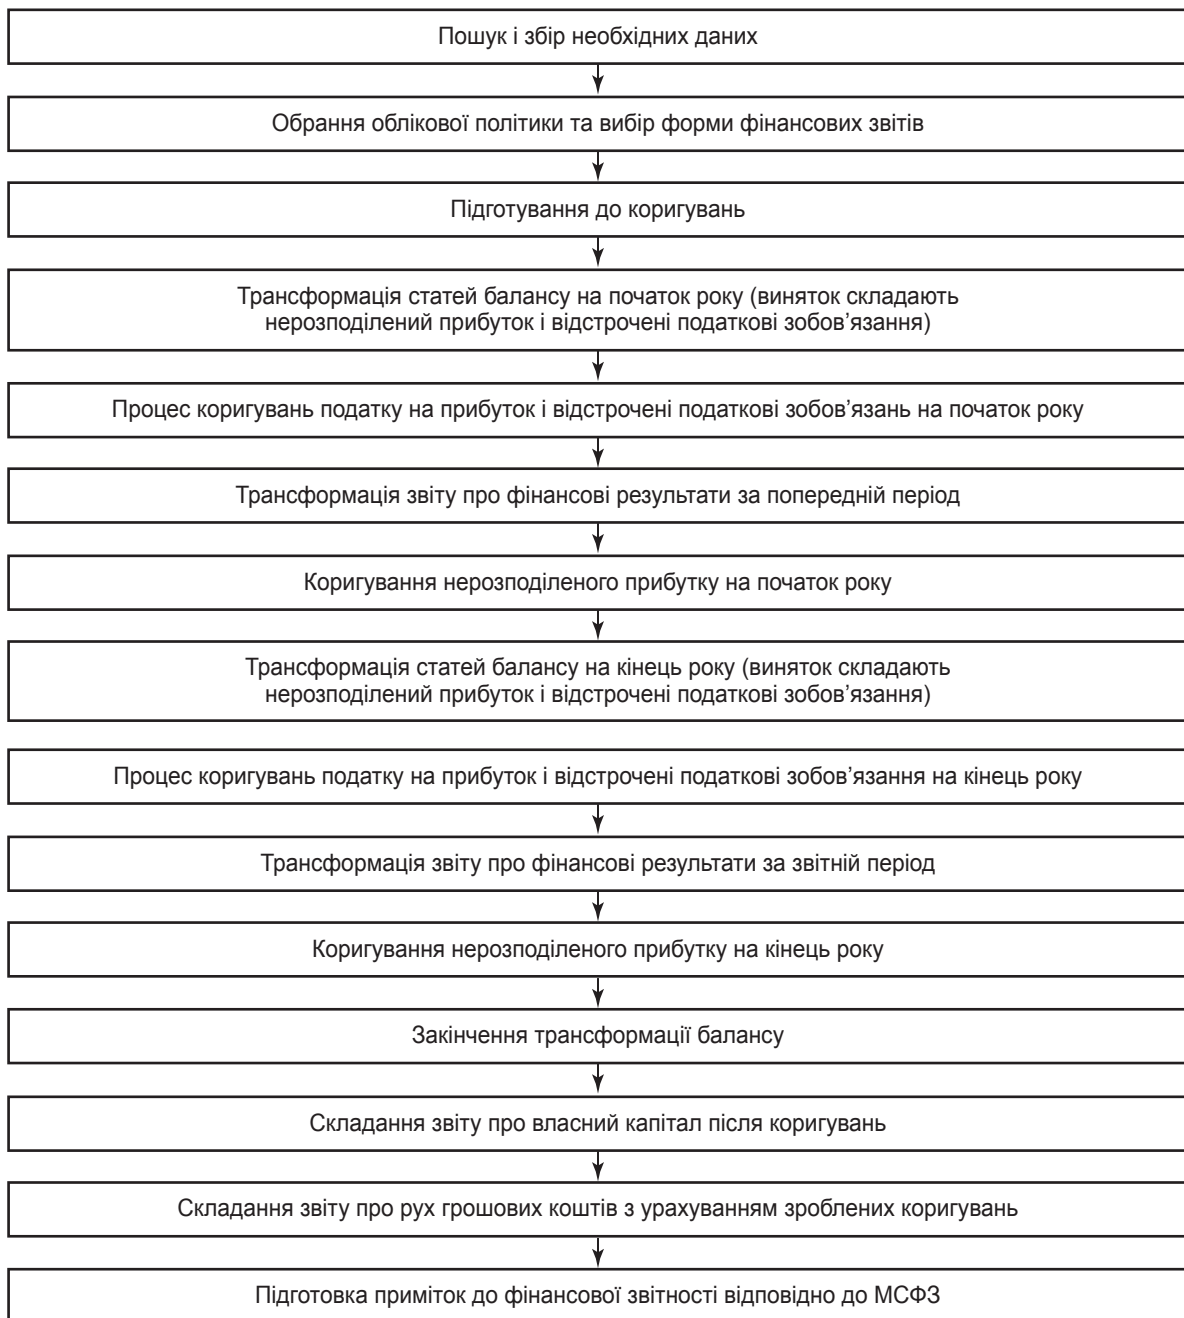 Пошук і збір необхідних даних
Обрання облікової політики та вибір форми фінансових звітів
Підготування до коригувань
Трансформація статей балансу на початок року (виняток складають
нерозподілений прибуток і відстрочені податкові зобов’язання)
Процес коригувань податку на прибуток і відстрочені податкові зобов’язань на початок року
Трансформація звіту про фінансові результати за попередній період
Коригування нерозподіленого прибутку на початок року
Трансформація статей балансу на кінець року (виняток складають
нерозподілений прибуток і відстрочені податкові зобов’язання)
Процес коригувань податку на прибуток і відстрочені податкові зобов’язання на кінець року
Трансформація звіту про фінансові результати за звітній період
Коригування нерозподіленого прибутку на кінець року
Закінчення трансформації балансу
Складання звіту про власний капітал після коригувань
Складання звіту про рух грошових коштів з урахуванням зроблених коригувань
Підготовка приміток до фінансової звітності відповідно до МСФЗ